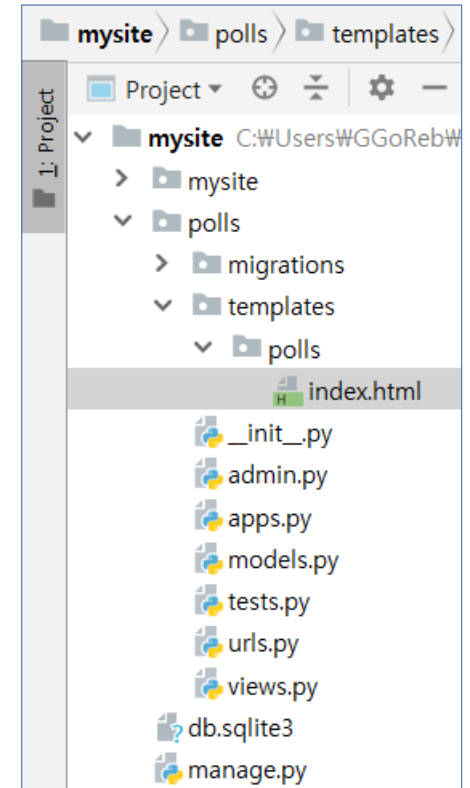 mysite polls templates
1: Project
Project
mysite C:₩Users₩GGoReb₩
mysite
polls
migrations
templates
polls
index.html
__init__.py
admin.py
apps.py
models.py
tests.py
urls.py
views.py
db.sqlite3
manage.py